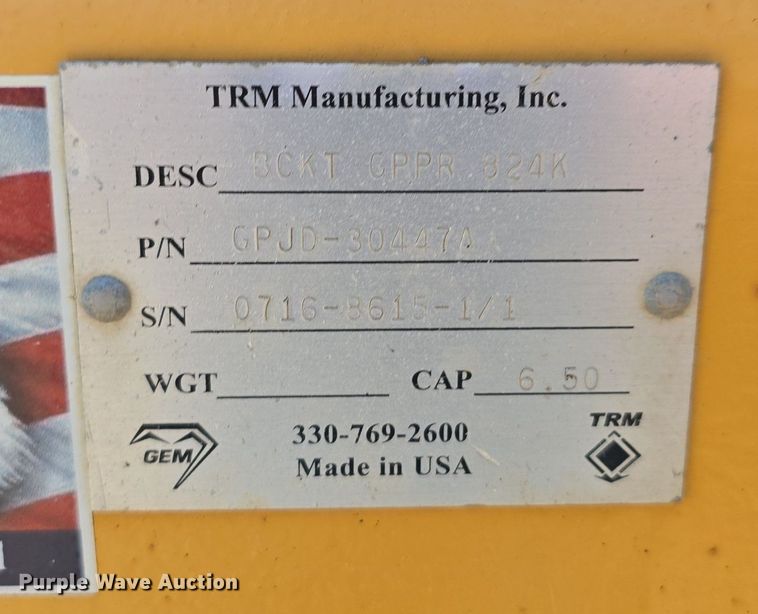 TRM Manufacturing, Inc.
DESC BCKT GPPR 824K
P/N GPJD-30447A
S/N 0716-8615-1/1
WGT CAP 6.50
GEM 330-769-2600 TRM
Made in USA
Purple Wave Auction